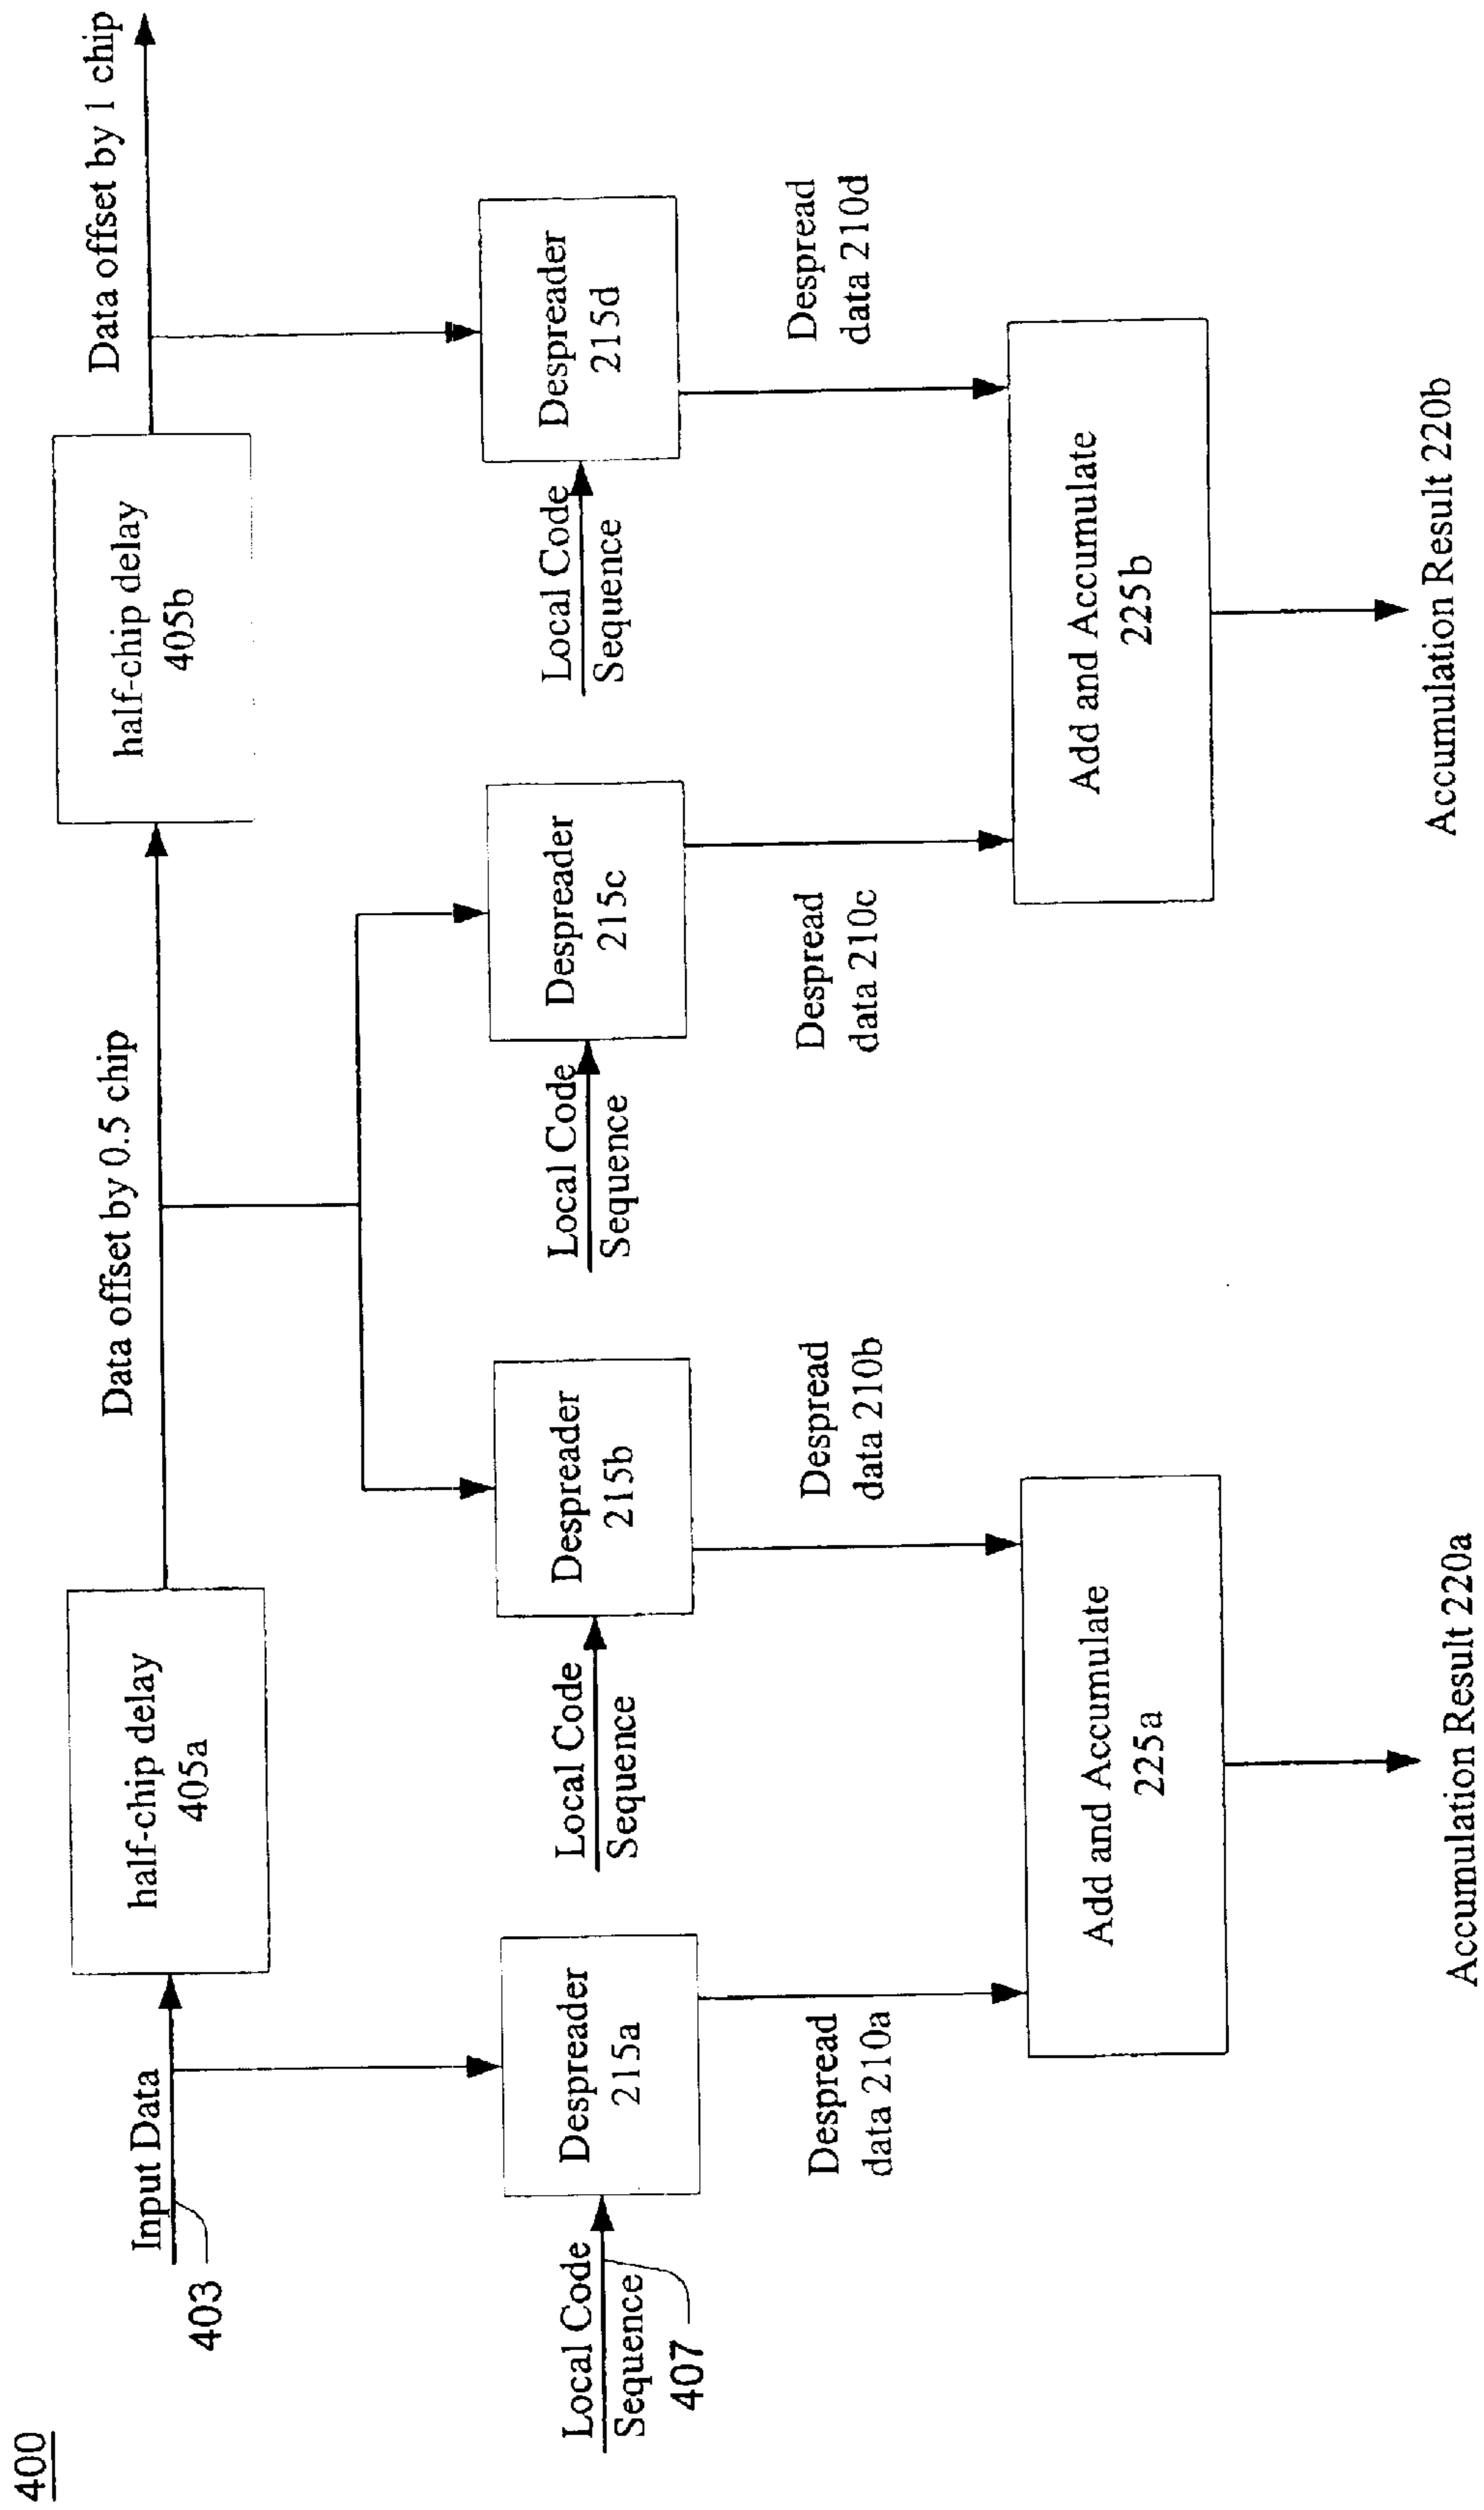 400
Input Data
403
half-chip delay
405a
Data offset by 0.5 chip
half-chip delay
405b
Data offset by 1 chip
Local Code
Sequence
407
Despreader
215a
Local Code
Sequence
Despreader
215b
Local Code
Sequence
Despreader
215c
Local Code
Sequence
Despreader
215d
Despread
data 210a
Despread
data 210b
Despread
data 210c
Despread
data 210d
Add and Accumulate
225a
Add and Accumulate
225b
Accumulation Result 220a
Accumulation Result 220b